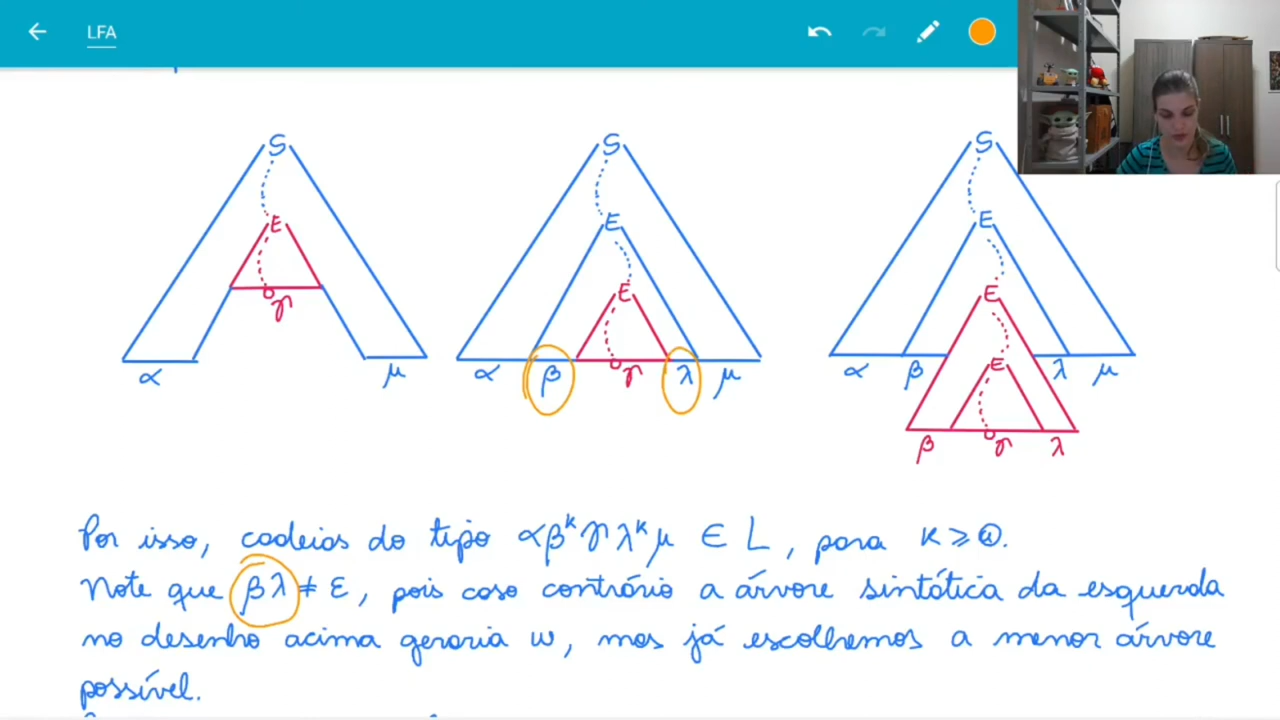 LFA
S S S
E E E
E E
γ
E
α μ α β γ λ μ α β λ μ
β γ λ
Por isso, cadeias do tipo αβᵏγλᵏμ ∈ L, para K ⩾ 0.
Note que βλ ≠ ε, pois caso contrário a árvore sintática da esquerda
no desenho acima geraria w, mas já escolhemos a menor árvore
possível.